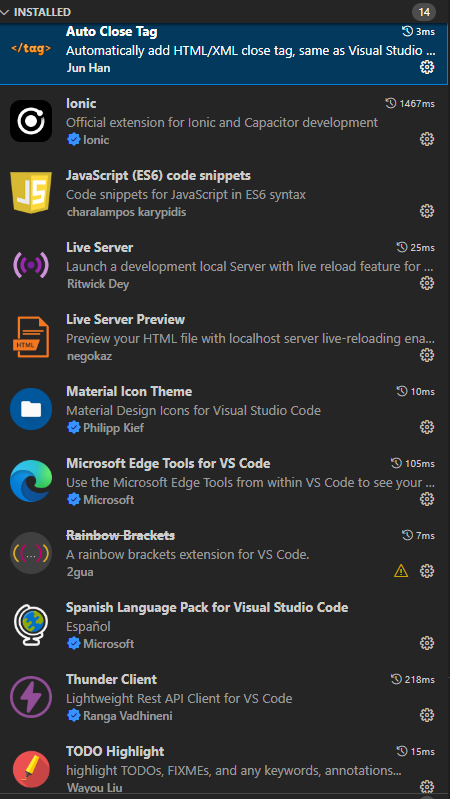 INSTALLED 14
</tag> Auto Close Tag 3ms
Automatically add HTML/XML close tag, same as Visual Studio ...
Jun Han
Ionic 1467ms
Official extension for Ionic and Capacitor development
Ionic
JS JavaScript (ES6) code snippets
Code snippets for JavaScript in ES6 syntax
charalampos karypidis
Live Server 25ms
Launch a development local Server with live reload feature for ...
Ritwick Dey
Live Server Preview
HTML Preview your HTML file with localhost server live-reloading ena...
negokaz
Material Icon Theme 10ms
Material Design Icons for Visual Studio Code
Philipp Kief
Microsoft Edge Tools for VS Code 105ms
Use the Microsoft Edge Tools from within VS Code to see your ...
Microsoft
Rainbow Brackets 7ms
(...) A rainbow brackets extension for VS Code.
2gua
Spanish Language Pack for Visual Studio Code
Español
Microsoft
Thunder Client 218ms
Lightweight Rest API Client for VS Code
Ranga Vadhineni
TODO Highlight 15ms
highlight TODOs, FIXMEs, and any keywords, annotations...
Wayou Liu